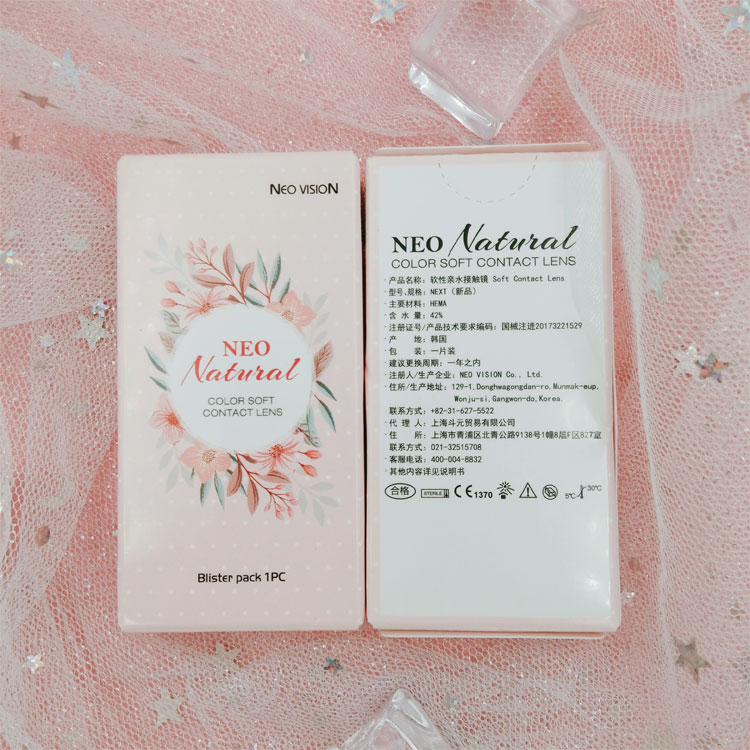 NEO VISION
NEO
Natural
COLOR SOFT
CONTACT LENS
Blister pack 1PC
NEO Natural
COLOR SOFT CONTACT LENS
产品名称: 软性亲水接触镜 Soft Contact Lens
型号,规格: NEXT (新品)
主要材料: HEMA
含 水 量: 42%
注册证号/产品技术要求编码: 国械注进20173221529
产 地: 韩国
包 装: 一片装
建议更换周期: 一年之内
注册人/生产企业: NEO VISION Co., Ltd.
住所/生产地址: 129-1,Donghwagongdan-ro,Munmak-eup,
Wonju-si,Gangwon-do,Korea.
联系方式: +82-31-627-5522
代 理 人: 上海斗元贸易有限公司
住 所: 上海市青浦区北青公路9138号1幢8层F区827室
联系方式: 021-32515708
客服电话: 400-004-8832
其他内容详见说明书
合格 STERILE CE 1370 5℃ 30℃